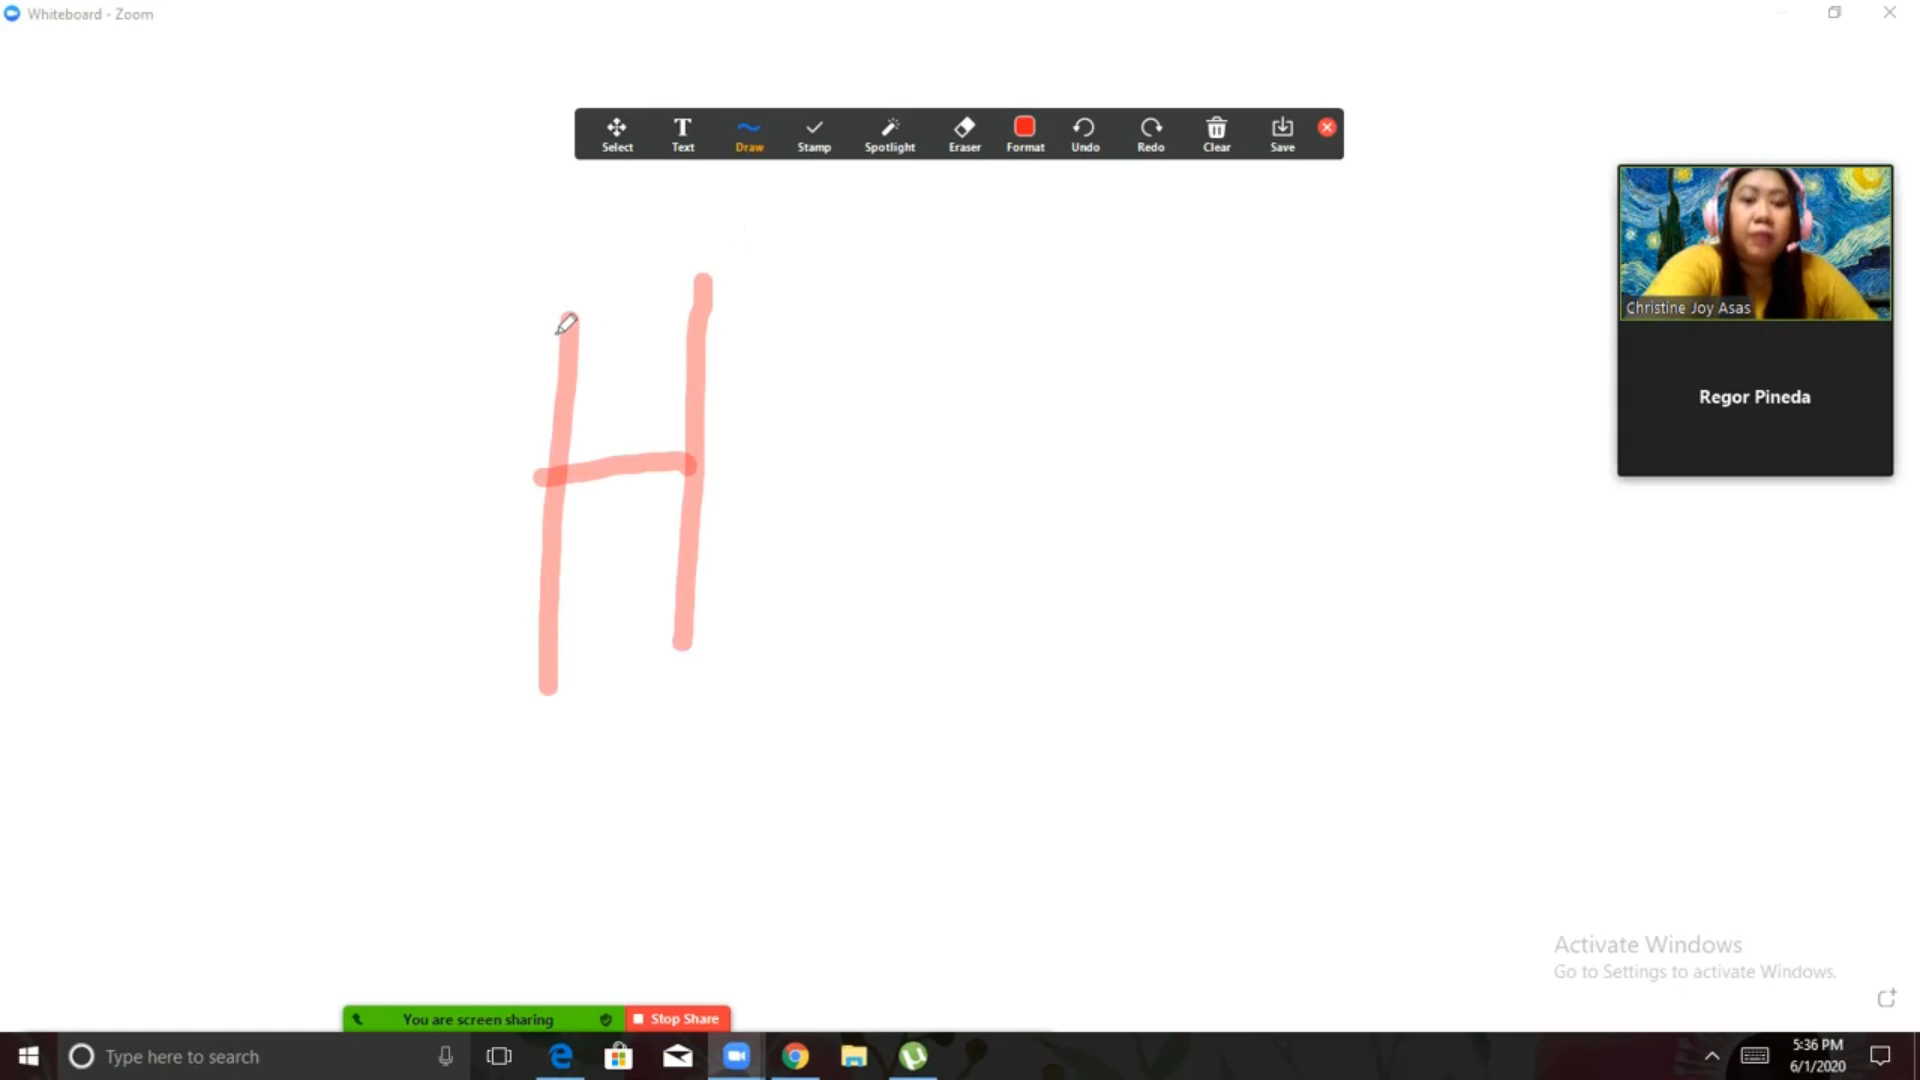 Whiteboard - Zoom
Select Text Draw Stamp Spotlight Eraser Format Undo Redo Clear Save
H
Christine Joy Asas
Regor Pineda
Activate Windows
Go to Settings to activate Windows.
You are screen sharing Stop Share
Type here to search
5:36 PM
6/1/2020